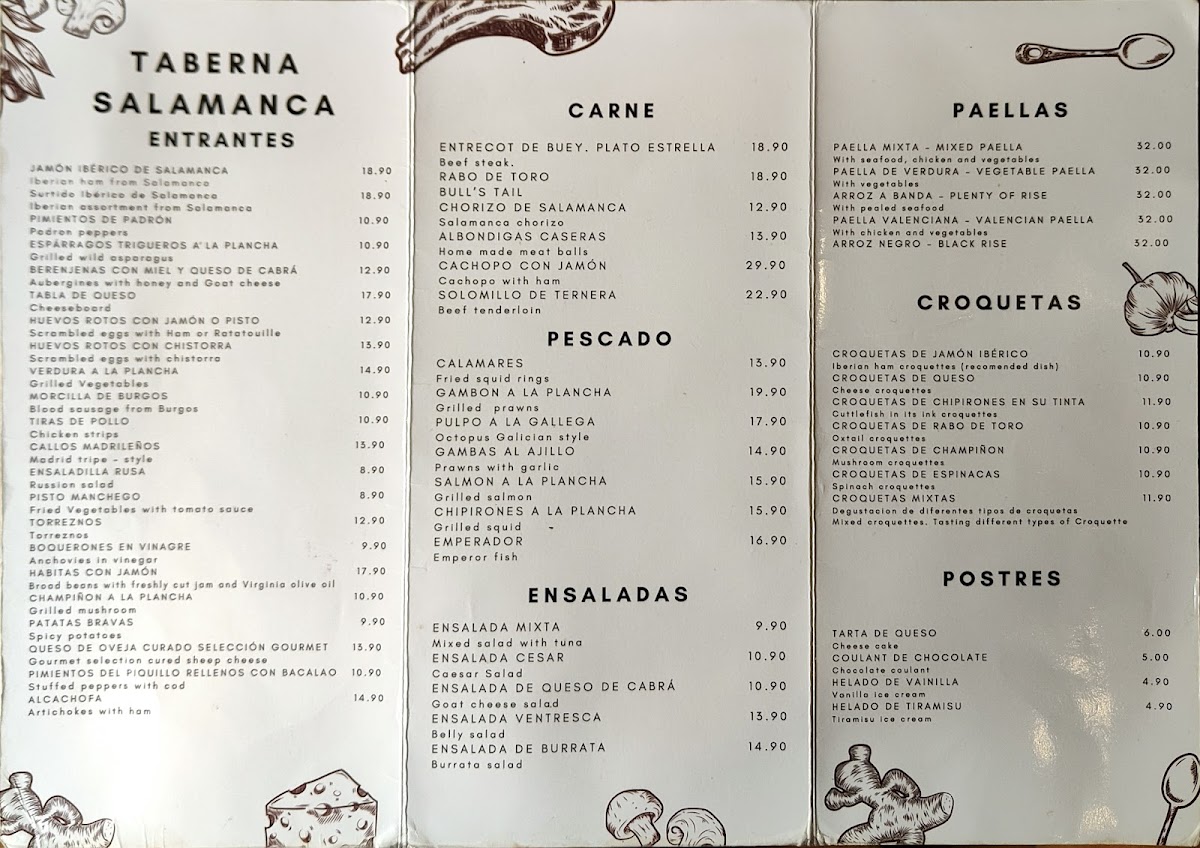 TABERNA
SALAMANCA
ENTRANTES
JAMÓN IBÉRICO DE SALAMANCA 18.90
Iberian ham from Salamanca
Surtido Ibérico de Salamanca 18.90
Iberian assortment from Salamanca
PIMIENTOS DE PADRÓN 10.90
Padron peppers
ESPÁRRAGOS TRIGUEROS A' LA PLANCHA 10.90
Grilled wild asparagus
BERENJENAS CON MIEL Y QUESO DE CABRÁ 12.90
Aubergines with honey and Goat cheese
TABLA DE QUESO 17.90
Cheeseboard
HUEVOS ROTOS CON JAMÓN O PISTO 12.90
Scrambled eggs with Ham or Ratatouille
HUEVOS ROTOS CON CHISTORRA 13.90
Scrambled eggs with chistorra
VERDURA A LA PLANCHA 14.90
Grilled Vegetables
MORCILLA DE BURGOS 10.90
Blood sausage from Burgos
TIRAS DE POLLO 10.90
Chicken strips
CALLOS MADRILEÑOS 13.90
Madrid tripe - style
ENSALADILLA RUSA 8.90
Russian salad
PISTO MANCHEGO 8.90
Fried Vegetables with tomato sauce
TORREZNOS 12.90
Torreznos
BOQUERONES EN VINAGRE 9.90
Anchovies in vinegar
HABITAS CON JAMÓN 17.90
Broad beans with freshly cut jam and Virginia olive oil
CHAMPIÑON A LA PLANCHA 10.90
Grilled mushroom
PATATAS BRAVAS 9.90
Spicy potatoes
QUESO DE OVEJA CURADO SELECCIÓN GOURMET 13.90
Gourmet selection cured sheep cheese
PIMIENTOS DEL PIQUILLO RELLENOS CON BACALAO 10.90
Stuffed peppers with cod
ALCACHOFA 14.90
Artichokes with ham
CARNE
ENTRECOT DE BUEY. PLATO ESTRELLA 18.90
Beef steak.
RABO DE TORO 18.90
BULL'S TAIL
CHORIZO DE SALAMANCA 12.90
Salamanca chorizo
ALBONDIGAS CASERAS 13.90
Home made meat balls
CACHOPO CON JAMÓN 29.90
Cachopo with ham
SOLOMILLO DE TERNERA 22.90
Beef tenderloin
PESCADO
CALAMARES 13.90
Fried squid rings
GAMBON A LA PLANCHA 19.90
Grilled prawns
PULPO A LA GALLEGA 17.90
Octopus Galician style
GAMBAS AL AJILLO 14.90
Prawns with garlic
SALMON A LA PLANCHA 15.90
Grilled salmon
CHIPIRONES A LA PLANCHA 15.90
Grilled squid
EMPERADOR 16.90
Emperor fish
ENSALADAS
ENSALADA MIXTA 9.90
Mixed salad with tuna
ENSALADA CESAR 10.90
Caesar Salad
ENSALADA DE QUESO DE CABRÁ 10.90
Goat cheese salad
ENSALADA VENTRESCA 13.90
Belly salad
ENSALADA DE BURRATA 14.90
Burrata salad
PAELLAS
PAELLA MIXTA - MIXED PAELLA 32.00
With seafood, chicken and vegetables
PAELLA DE VERDURA - VEGETABLE PAELLA 32.00
With vegetables
ARROZ A BANDA - PLENTY OF RISE 32.00
With pealed seafood
PAELLA VALENCIANA - VALENCIAN PAELLA 32.00
With chicken and vegetables
ARROZ NEGRO - BLACK RISE 32.00
CROQUETAS
CROQUETAS DE JAMÓN IBÉRICO 10.90
Iberian ham croquettes (recomended dish)
CROQUETAS DE QUESO 10.90
Cheese croquettes
CROQUETAS DE CHIPIRONES EN SU TINTA 11.90
Cuttlefish in its ink croquettes
CROQUETAS DE RABO DE TORO 10.90
Oxtail croquettes
CROQUETAS DE CHAMPIÑON 10.90
Mushroom croquettes
CROQUETAS DE ESPINACAS 10.90
Spinach croquettes
CROQUETAS MIXTAS 11.90
Degustacion de diferentes tipos de croquetas
Mixed croquettes. Tasting different types of Croquette
POSTRES
TARTA DE QUESO 6.00
Cheese cake
COULANT DE CHOCOLATE 5.00
Chocolate coulant
HELADO DE VAINILLA 4.90
Vanilla ice cream
HELADO DE TIRAMISU 4.90
Tiramisu ice cream